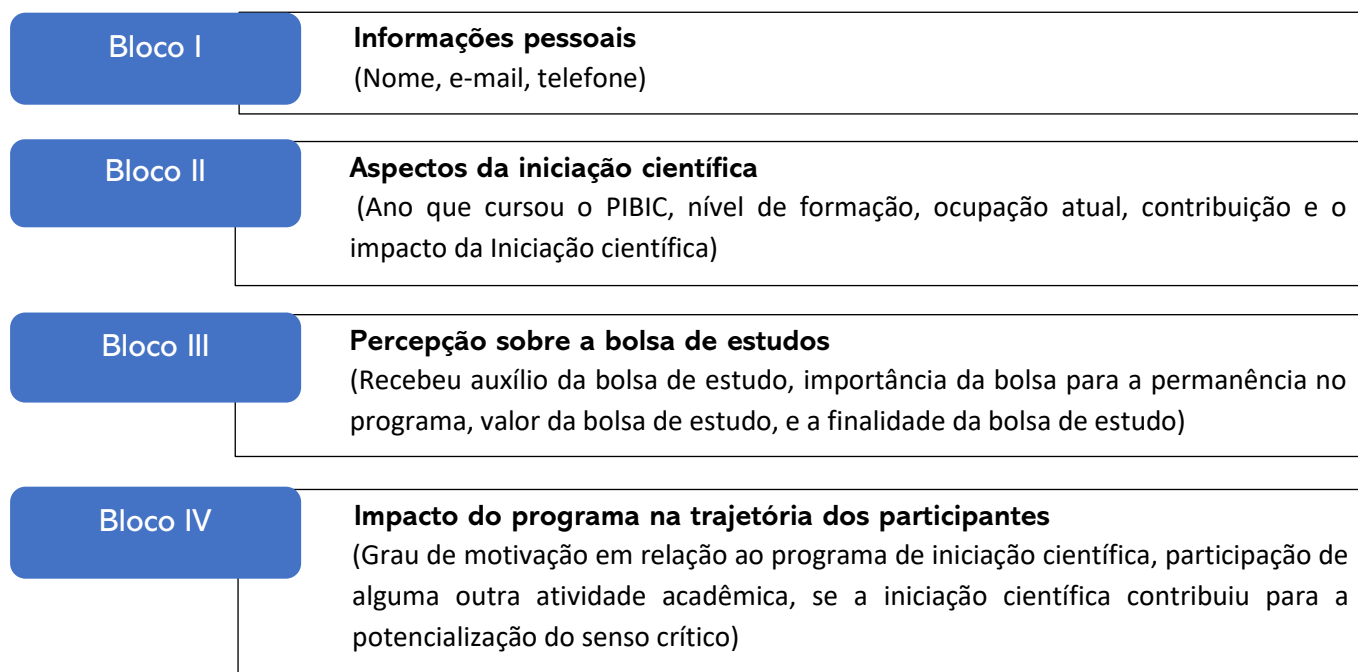 Bloco I
Informações pessoais
(Nome, e-mail, telefone)
Bloco II
Aspectos da iniciação científica
(Ano que cursou o PIBIC, nível de formação, ocupação atual, contribuição e o
impacto da Iniciação científica)
Bloco III
Percepção sobre a bolsa de estudos
(Recebeu auxílio da bolsa de estudo, importância da bolsa para a permanência no
programa, valor da bolsa de estudo, e a finalidade da bolsa de estudo)
Bloco IV
Impacto do programa na trajetória dos participantes
(Grau de motivação em relação ao programa de iniciação científica, participação de
alguma outra atividade acadêmica, se a iniciação científica contribuiu para a
potencialização do senso crítico)